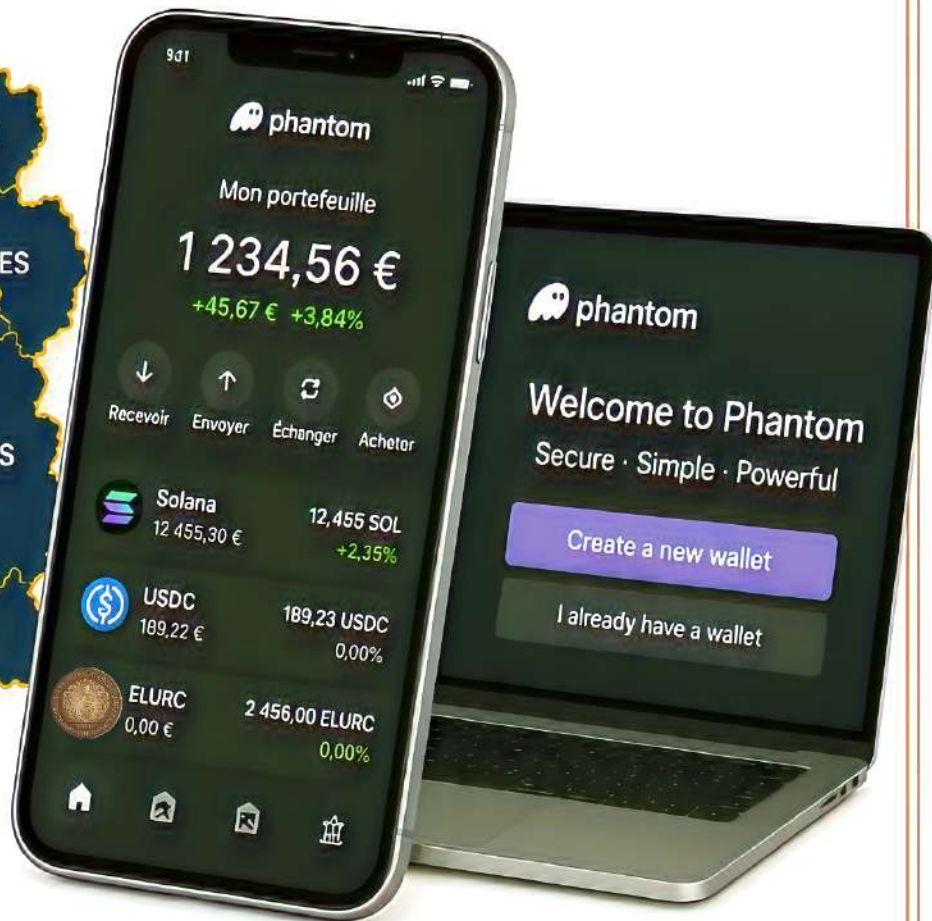 ES
S
9:41
phantom
Mon portefeuille
1 234,56 €
+45,67 € +3,84%
Recevoir
Envoyer
Échanger
Acheter
Solana
12 455,30 €
12,455 SOL
+2,35%
USDC
189,22 €
189,23 USDC
0,00%
ELURC
0,00 €
2 456,00 ELURC
0,00%
phantom
Welcome to Phantom
Secure · Simple · Powerful
Create a new wallet
I already have a wallet